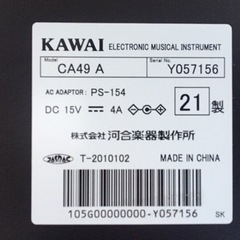 KAWAI ELECTRONIC MUSICAL INSTRUMENT
Model Serial No.
CA49 A Y057156
AC ADAPTOR: PS-154
DC 15V 4A 21 製
株式会社 河合楽器製作所
JASPAC T-2010102 MADE IN CHINA
105G00000000-Y057156 SK